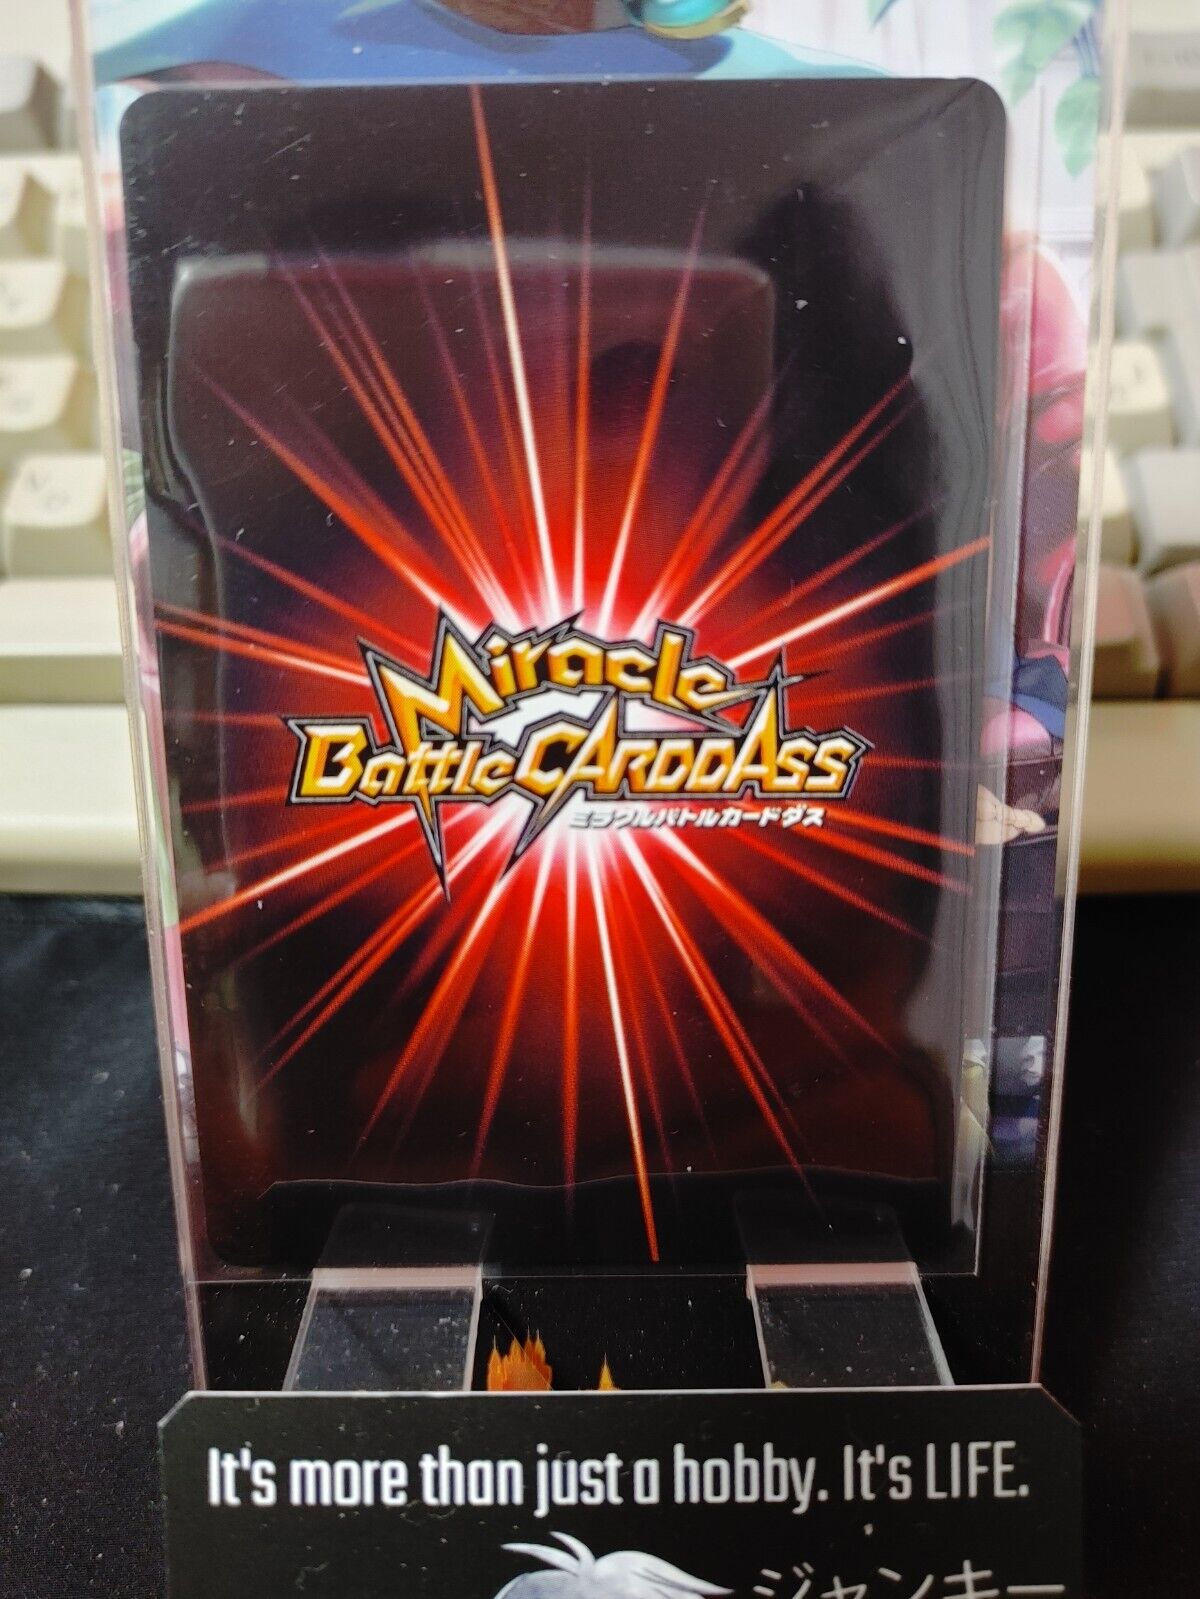 Miracle
Battle CARDDASS
ミラクルバトルカードダス
It's more than just a hobby. It's LIFE.
ジャンキー